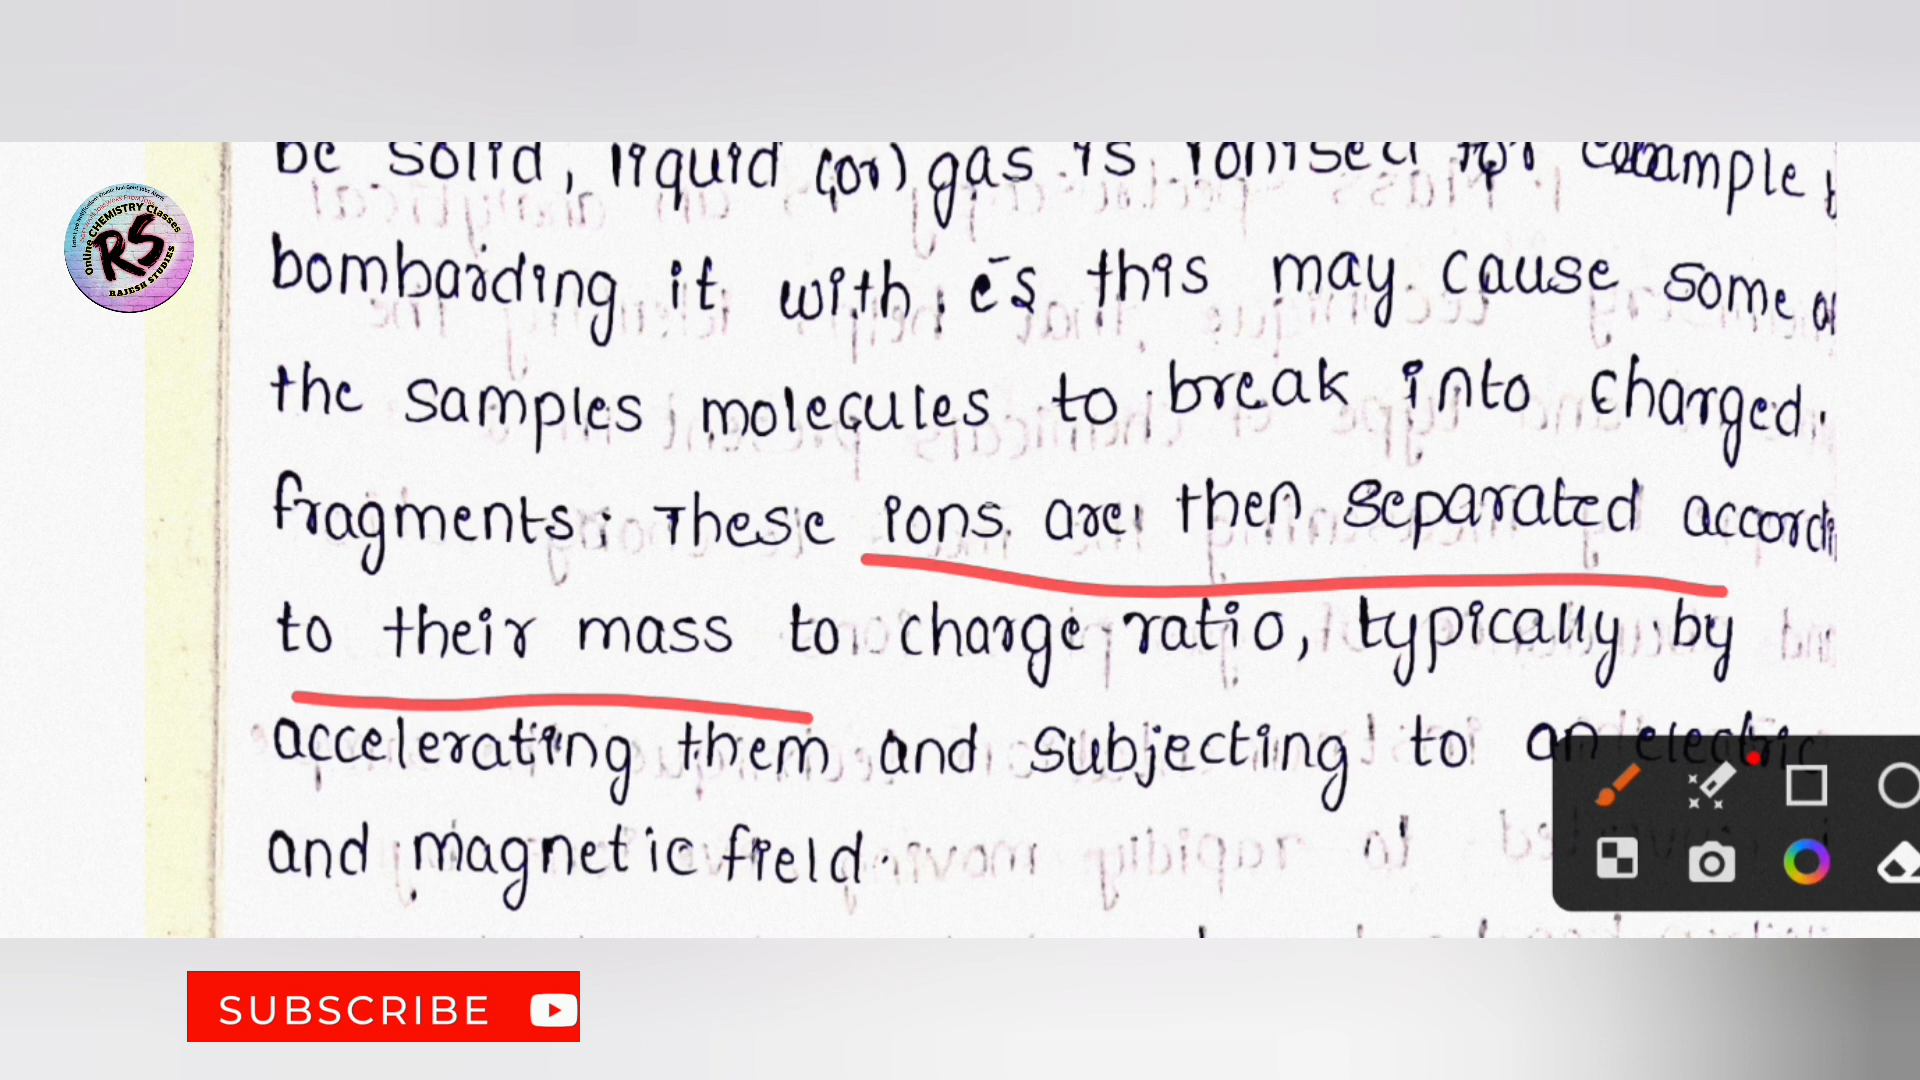 be solid, liquid (or) gas is ionised for example
bombarding it with e⁻s this may cause some
the samples molecules to break into charged.
fragments. These ions are then separated accordi
to their mass to charge ratio, typically by
accelerating them and subjecting to an electric
and magnetic field.
Online CHEMISTRY Classes
RS
RAJESH STUDIES
SUBSCRIBE